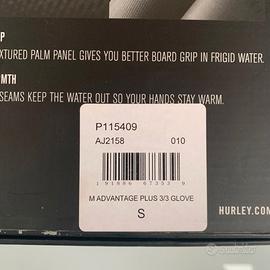 P
XTURED PALM PANEL GIVES YOU BETTER BOARD GRIP IN FRIGID WATER.
MTH
SEAMS KEEP THE WATER OUT SO YOUR HANDS STAY WARM.
P115409
AJ2158 010
M ADVANTAGE PLUS 3/3 GLOVE
S
HURLEY.COM